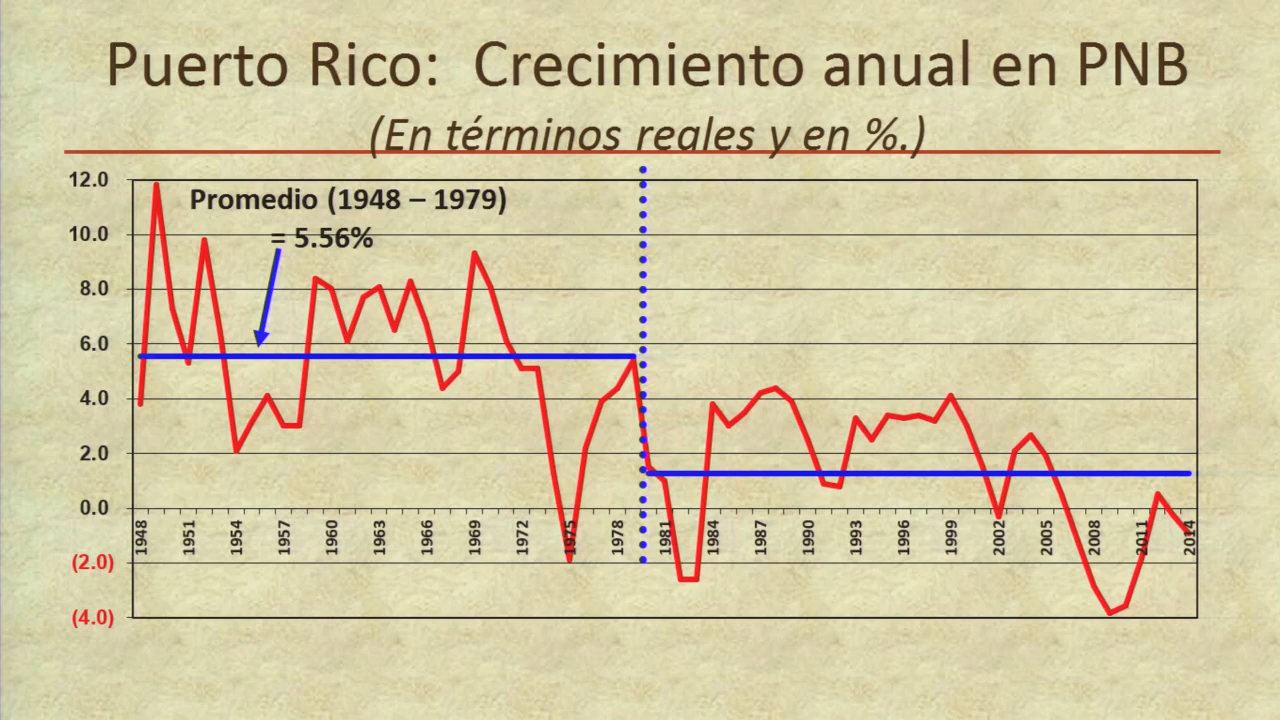 Puerto Rico: Crecimiento anual en PNB
(En términos reales y en %.)
12.0
Promedio (1948 – 1979)
10.0
= 5.56%
8.0
6.0
4.0
2.0
0.0
1948 1951 1954 1957 1960 1963 1966 1969 1972 1975 1978 1981 1984 1987 1990 1993 1996 1999 2002 2005 2008 2011 2014
(2.0)
(4.0)